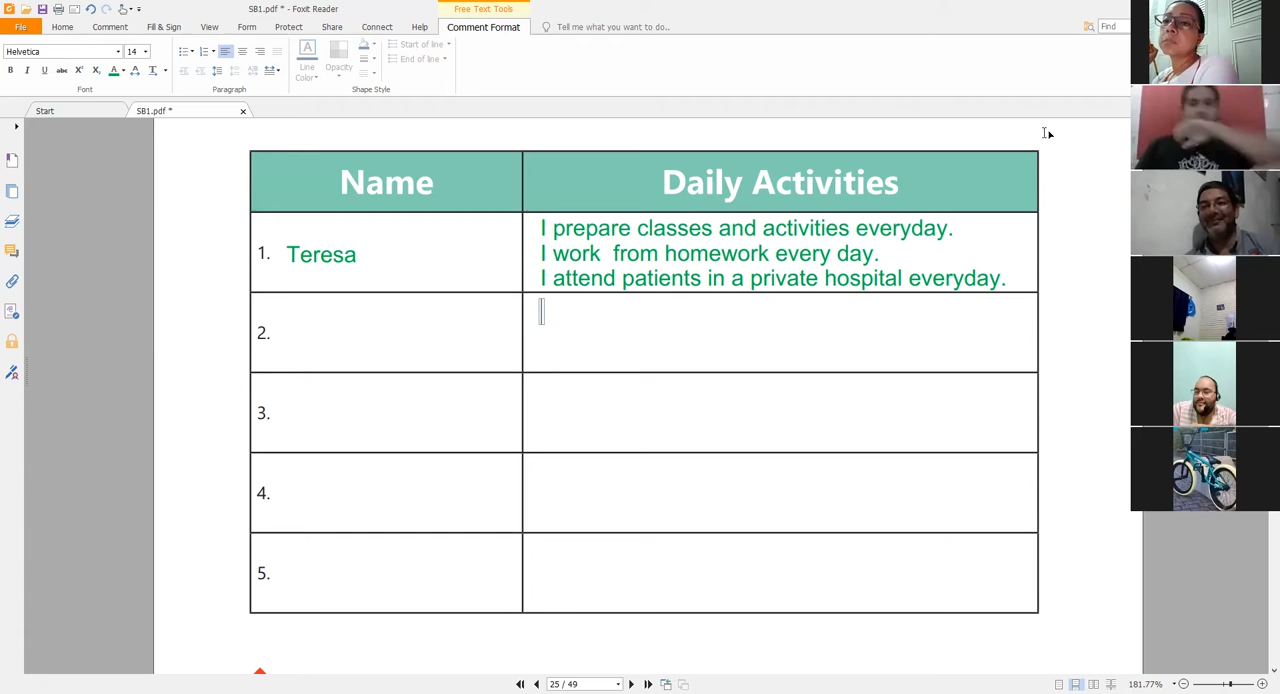 SB1.pdf * - Foxit Reader
Free Text Tools
File Home Comment Fill & Sign View Form Protect Share Connect Help Comment Format Tell me what you want to do.. Find
Helvetica 14
Start of line
End of line
B I U abc X² X₂ A T
Line Color
Opacity
Font Paragraph Shape Style
Start SB1.pdf *
Name Daily Activities
1. Teresa
I prepare classes and activities everyday.
I work from homework every day.
I attend patients in a private hospital everyday.
2.
3.
4.
5.
25 / 49 181.77%